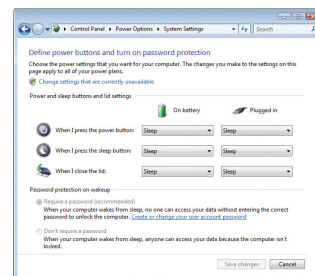 Control Panel ▸ Power Options ▸ System Settings
Search
Define power buttons and turn on password protection
Choose the power settings that you want for your computer. The changes you make to the settings on this
page apply to all of your power plans.
Change settings that are currently unavailable
Power and sleep buttons and lid settings
On battery Plugged in
When I press the power button: Sleep Sleep
When I press the sleep button: Sleep Sleep
When I close the lid: Sleep Sleep
Password protection on wakeup
Require a password (recommended)
When your computer wakes from sleep, no one can access your data without entering the correct
password to unlock the computer. Create or change your user account password
Don't require a password
When your computer wakes from sleep, anyone can access your data because the computer isn't
locked.
Save changes Cancel